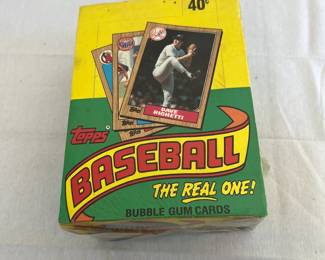 40¢
DAVE RIGHETTI
Topps
BASEBALL
THE REAL ONE!
BUBBLE GUM CARDS